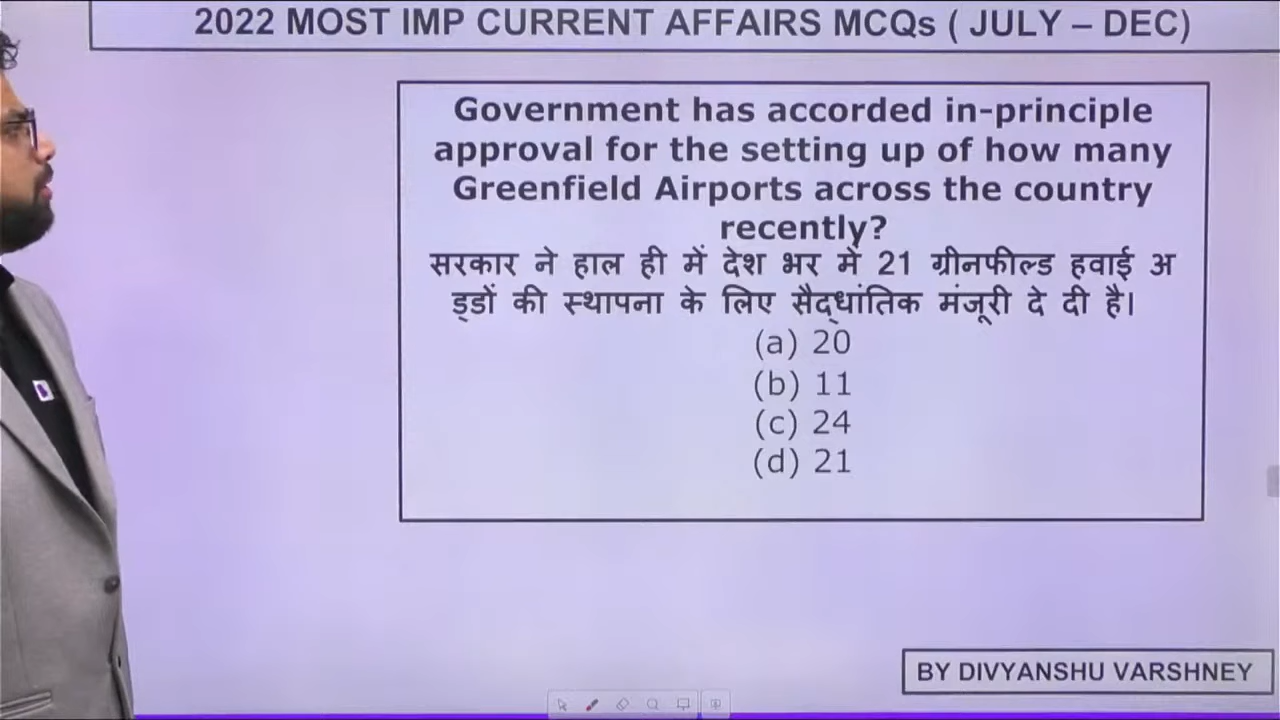 2022 MOST IMP CURRENT AFFAIRS MCQs ( JULY – DEC)
Government has accorded in-principle
approval for the setting up of how many
Greenfield Airports across the country
recently?
सरकार ने हाल ही में देश भर में 21 ग्रीनफील्ड हवाई अ
ड्डों की स्थापना के लिए सैद्धांतिक मंजूरी दे दी है।
(a) 20
(b) 11
(c) 24
(d) 21
BY DIVYANSHU VARSHNEY